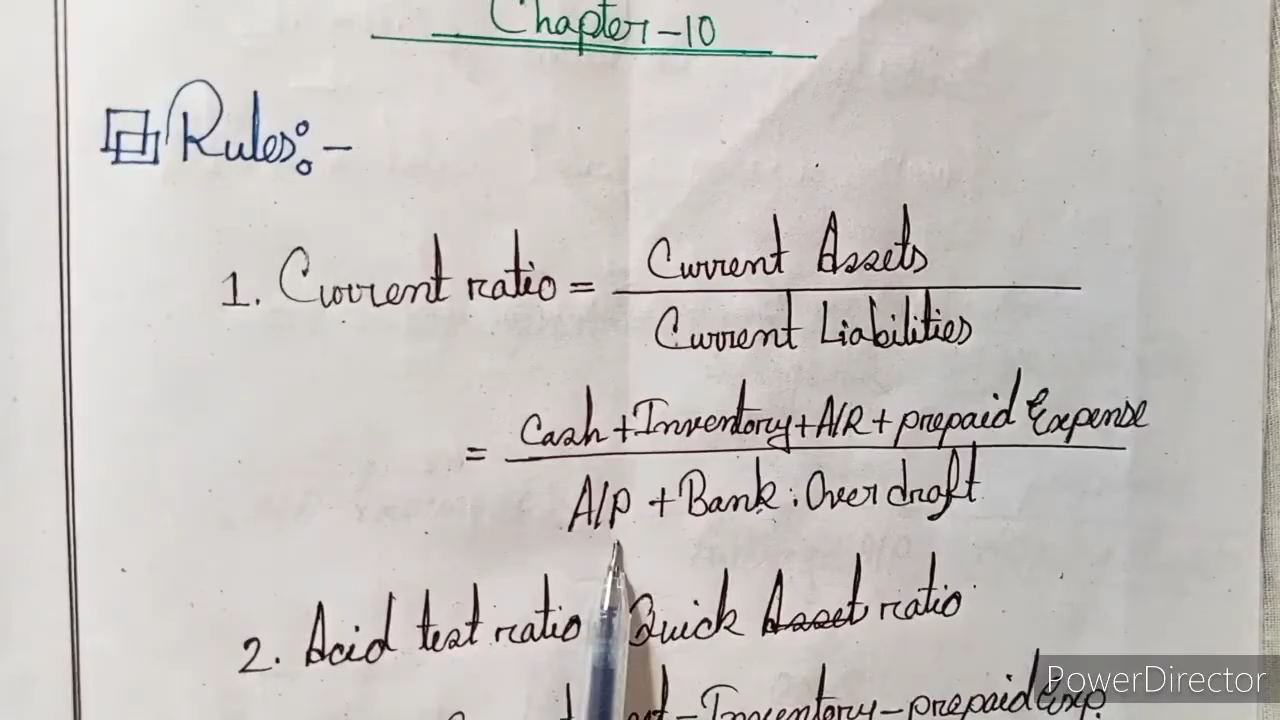 Chapter-10
Rules:-
1. Current ratio = Current Assets
Current Liabilities
= Cash + Inventory + A/R + prepaid Expense
A/P + Bank. Overdraft
2. Acid test ratio Quick Asset ratio
- Inventory - prepaid Exp.
PowerDirector